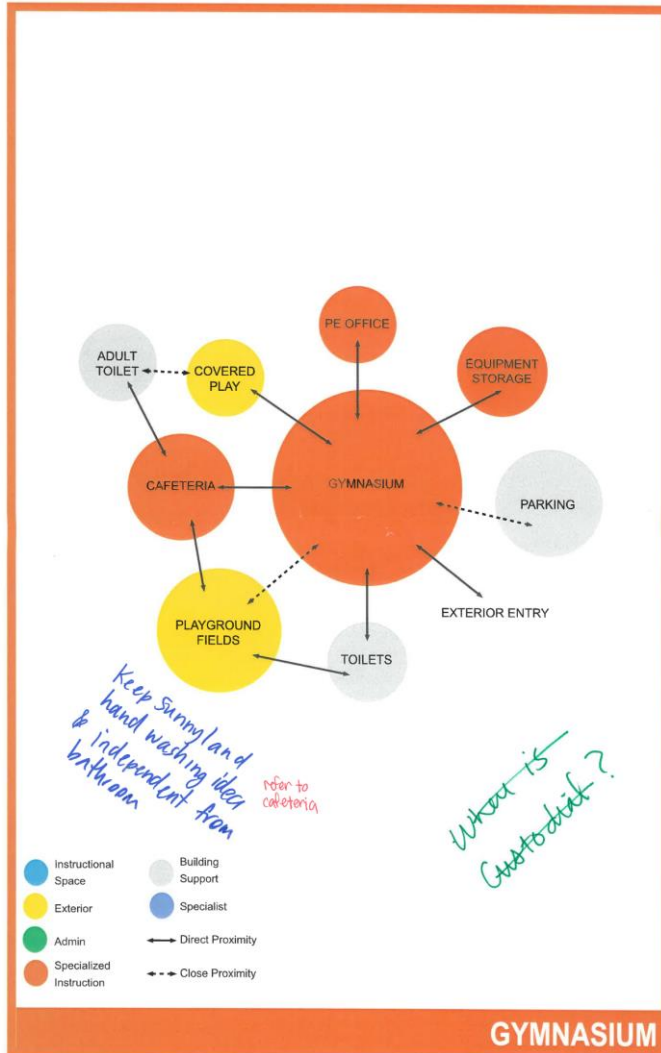 PE OFFICE
ADULT
TOILET
COVERED
PLAY
EQUIPMENT
STORAGE
CAFETERIA
GYMNASIUM
PARKING
EXTERIOR ENTRY
PLAYGROUND
FIELDS
TOILETS
Keep Sunnyland
hand washing idea
& independent from
bathroom
refer to
cafeteria
When is
Custodial?
Instructional
Space
Building
Support
Exterior
Specialist
Admin
Direct Proximity
Specialized
Instruction
Close Proximity
GYMNASIUM